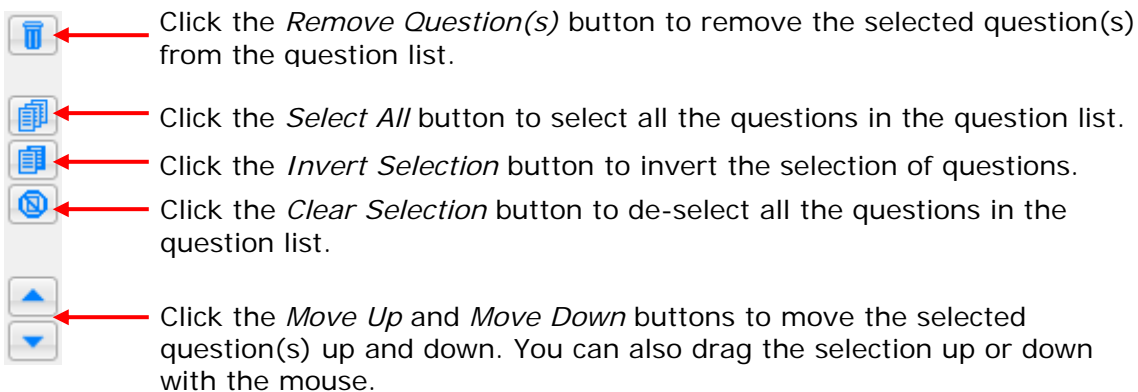 Click the Remove Question(s) button to remove the selected question(s)
from the question list.
Click the Select All button to select all the questions in the question list.
Click the Invert Selection button to invert the selection of questions.
Click the Clear Selection button to de-select all the questions in the
question list.
Click the Move Up and Move Down buttons to move the selected
question(s) up and down. You can also drag the selection up or down
with the mouse.